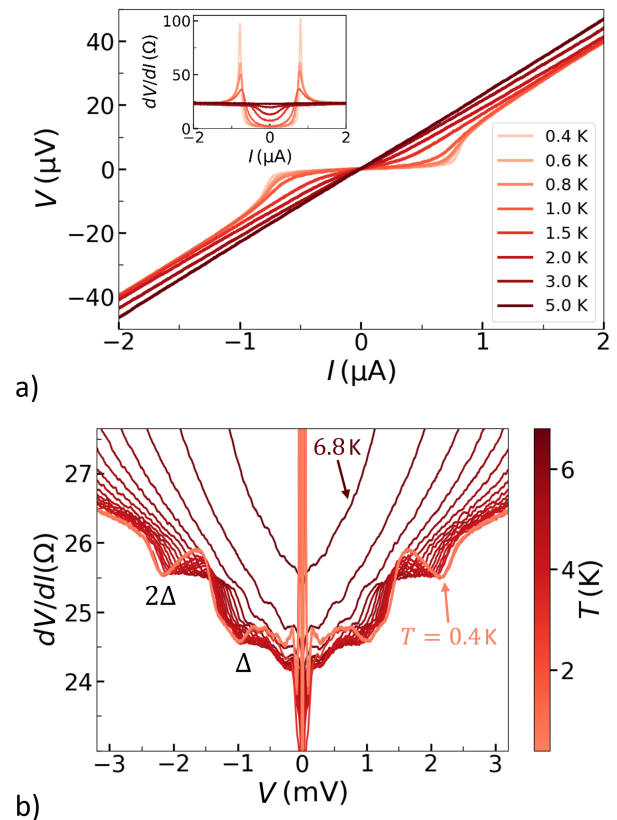 40
20
0
−20
−40
V (μV)
100
50
0
dV/dI (Ω)
−2
0
2
I (μA)
0.4 K
0.6 K
0.8 K
1.0 K
1.5 K
2.0 K
3.0 K
5.0 K
−2
−1
0
1
2
I (μA)
a)
27
26
25
24
dV/dI(Ω)
6.8 K
2Δ
Δ
T = 0.4 K
−3
−2
−1
0
1
2
3
V (mV)
6
4
2
T (K)
b)